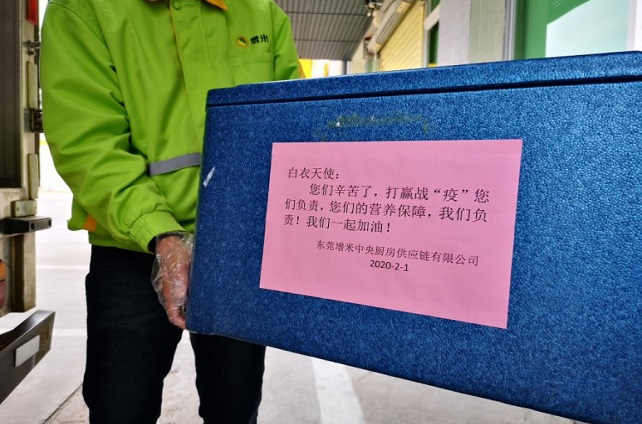 白衣天使：
您们辛苦了，打赢战“疫”您
们负责，您们的营养保障，我们负
责！我们一起加油！
东莞增米中央厨房供应链有限公司
2020-2-1